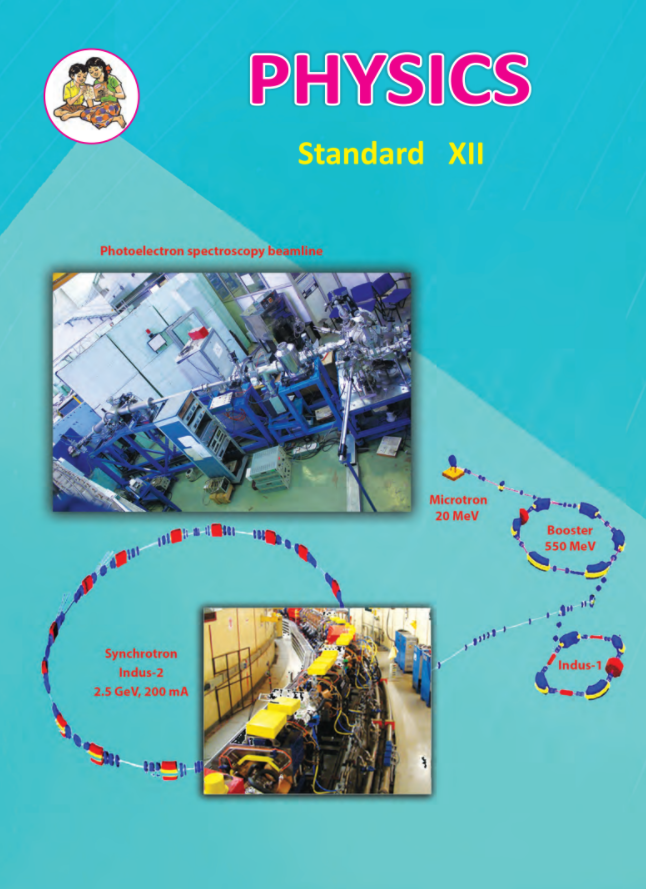 PHYSICS
Standard XII
Photoelectron spectroscopy beamline
Microtron
20 MeV
Booster
550 MeV
Synchrotron
Indus-2
2.5 GeV, 200 mA
Indus-1